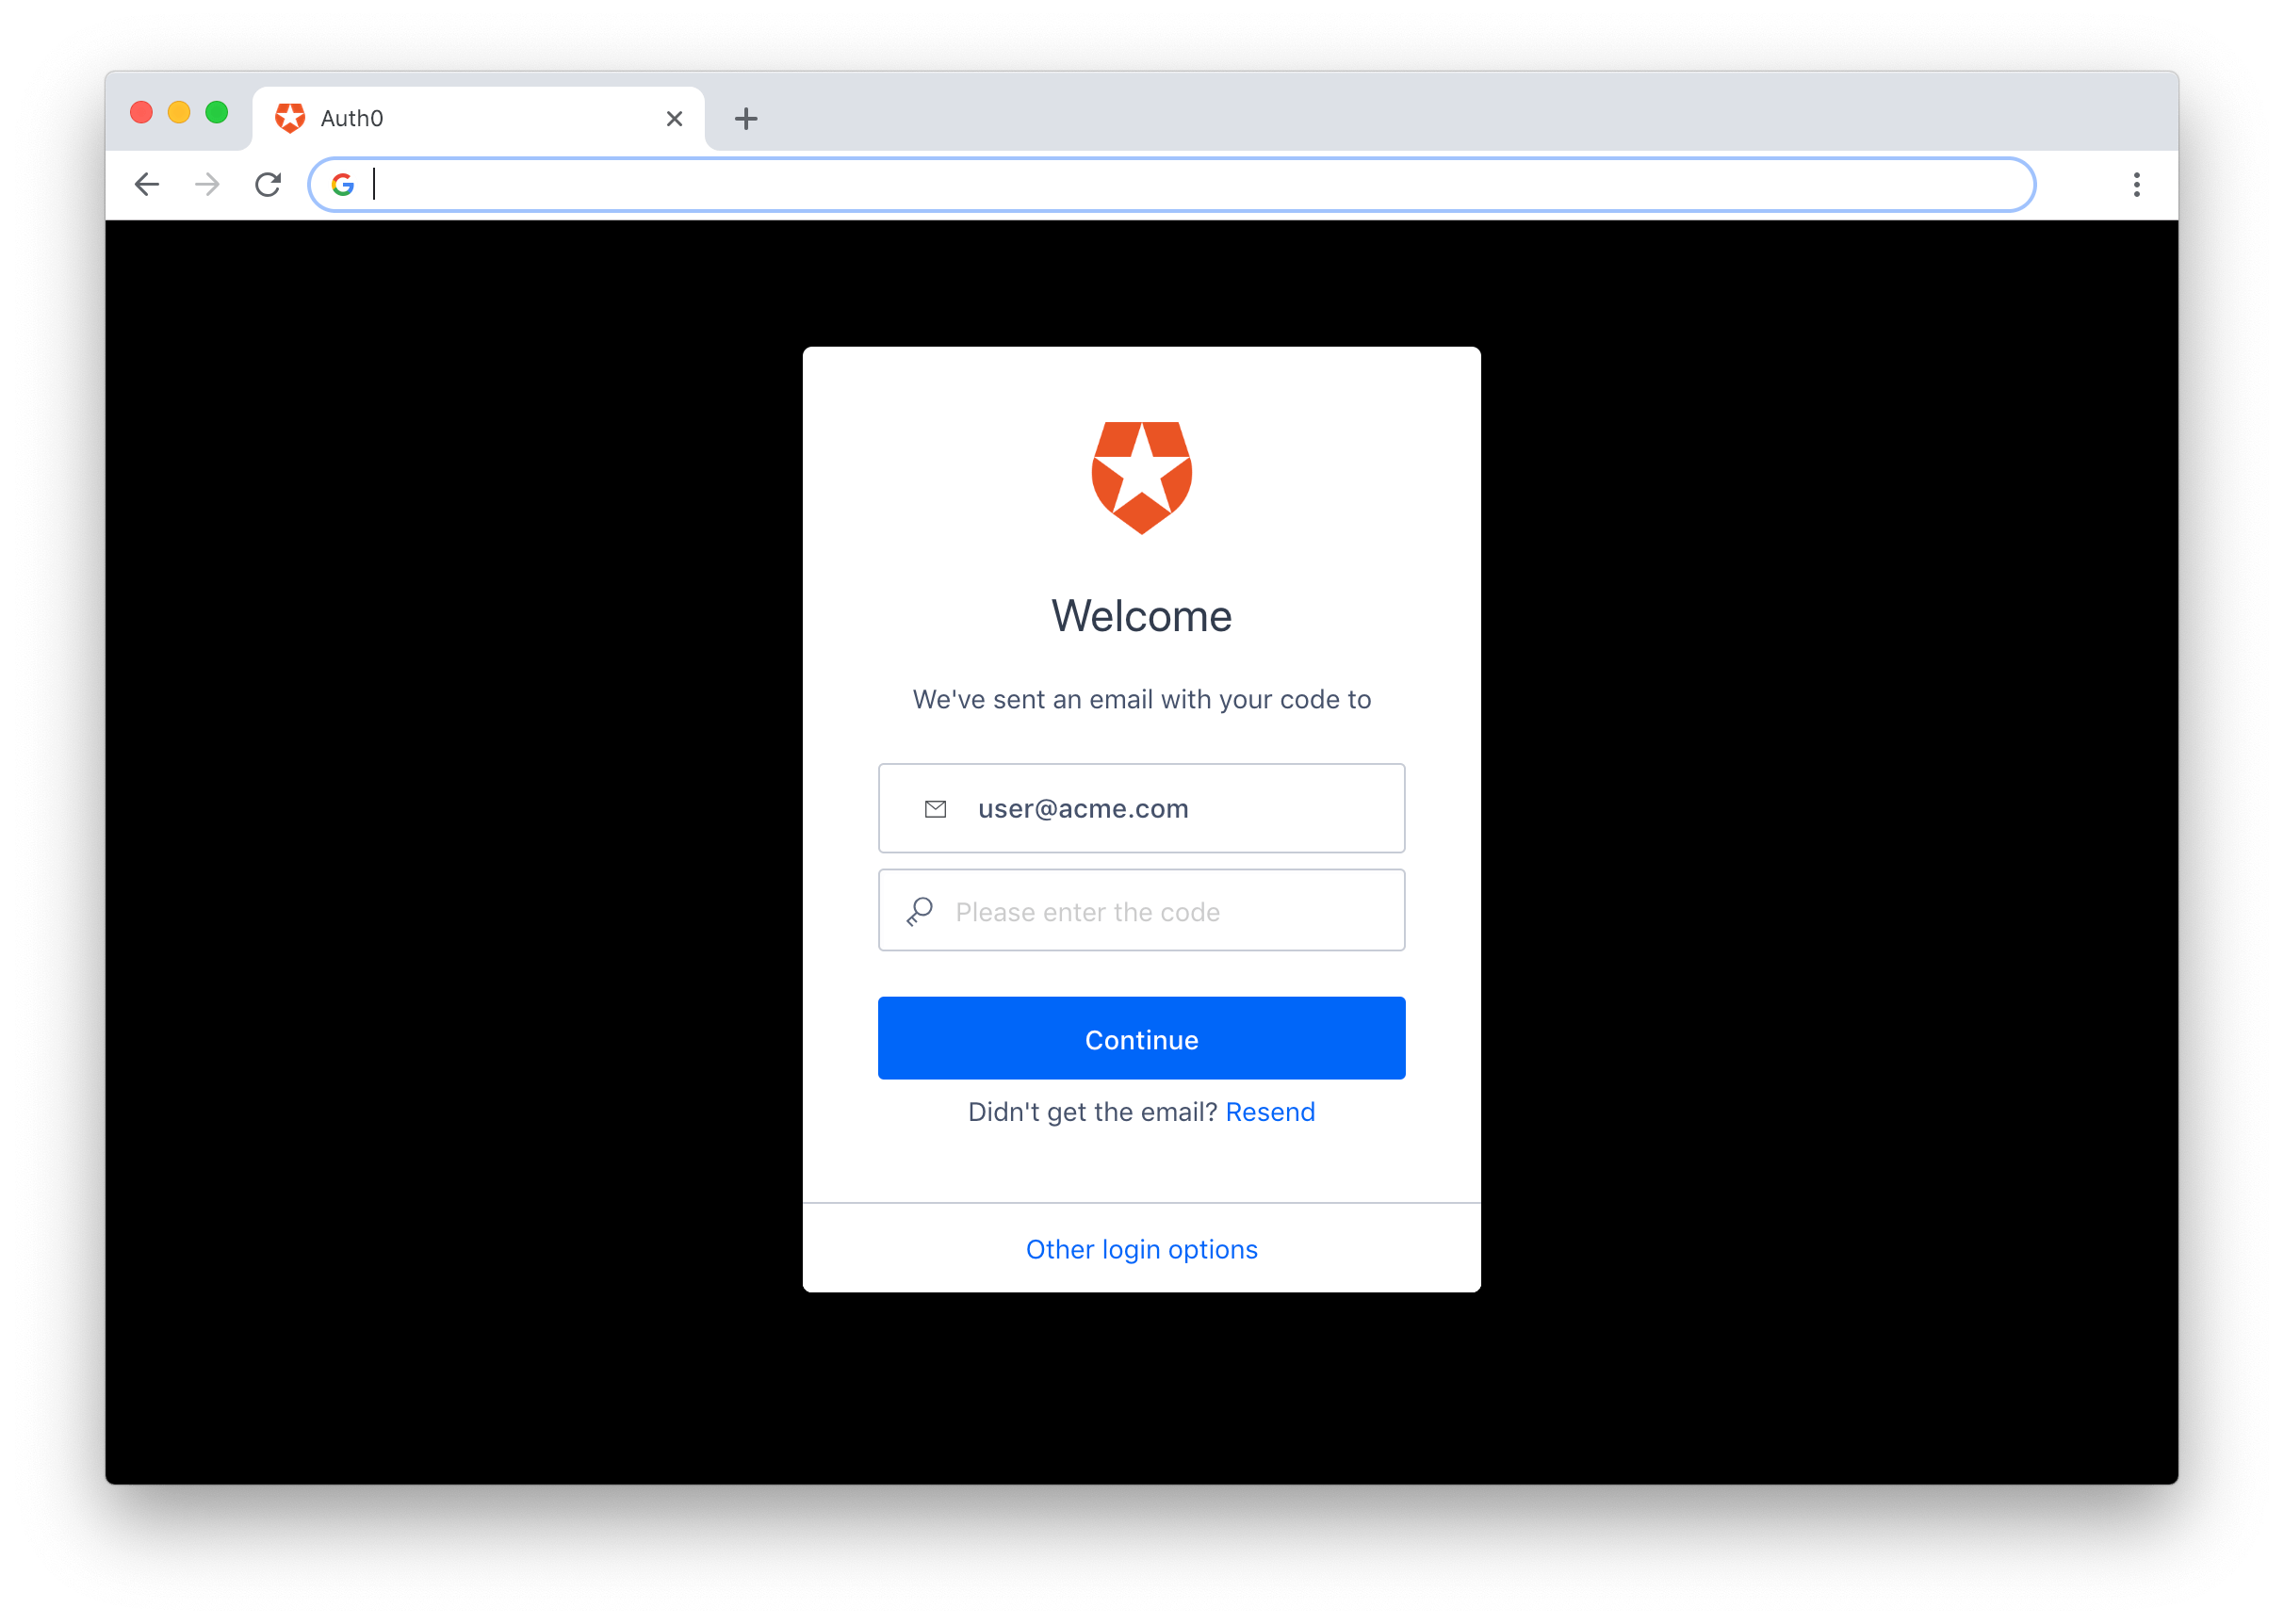 Auth0
Welcome
We've sent an email with your code to
user@acme.com
Please enter the code
Continue
Didn't get the email? Resend
Other login options